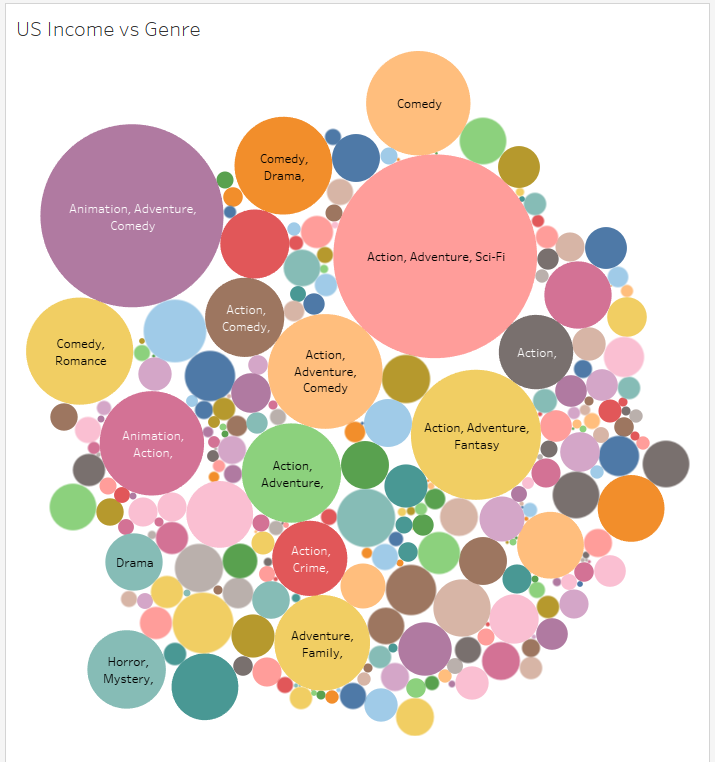 US Income vs Genre
Comedy
Comedy,
Drama,
Animation, Adventure,
Comedy
Action, Adventure, Sci-Fi
Action,
Comedy,
Comedy,
Romance
Action,
Adventure,
Comedy
Action,
Animation,
Action,
Action, Adventure,
Fantasy
Action,
Adventure,
Action,
Crime,
Drama
Adventure,
Family,
Horror,
Mystery,